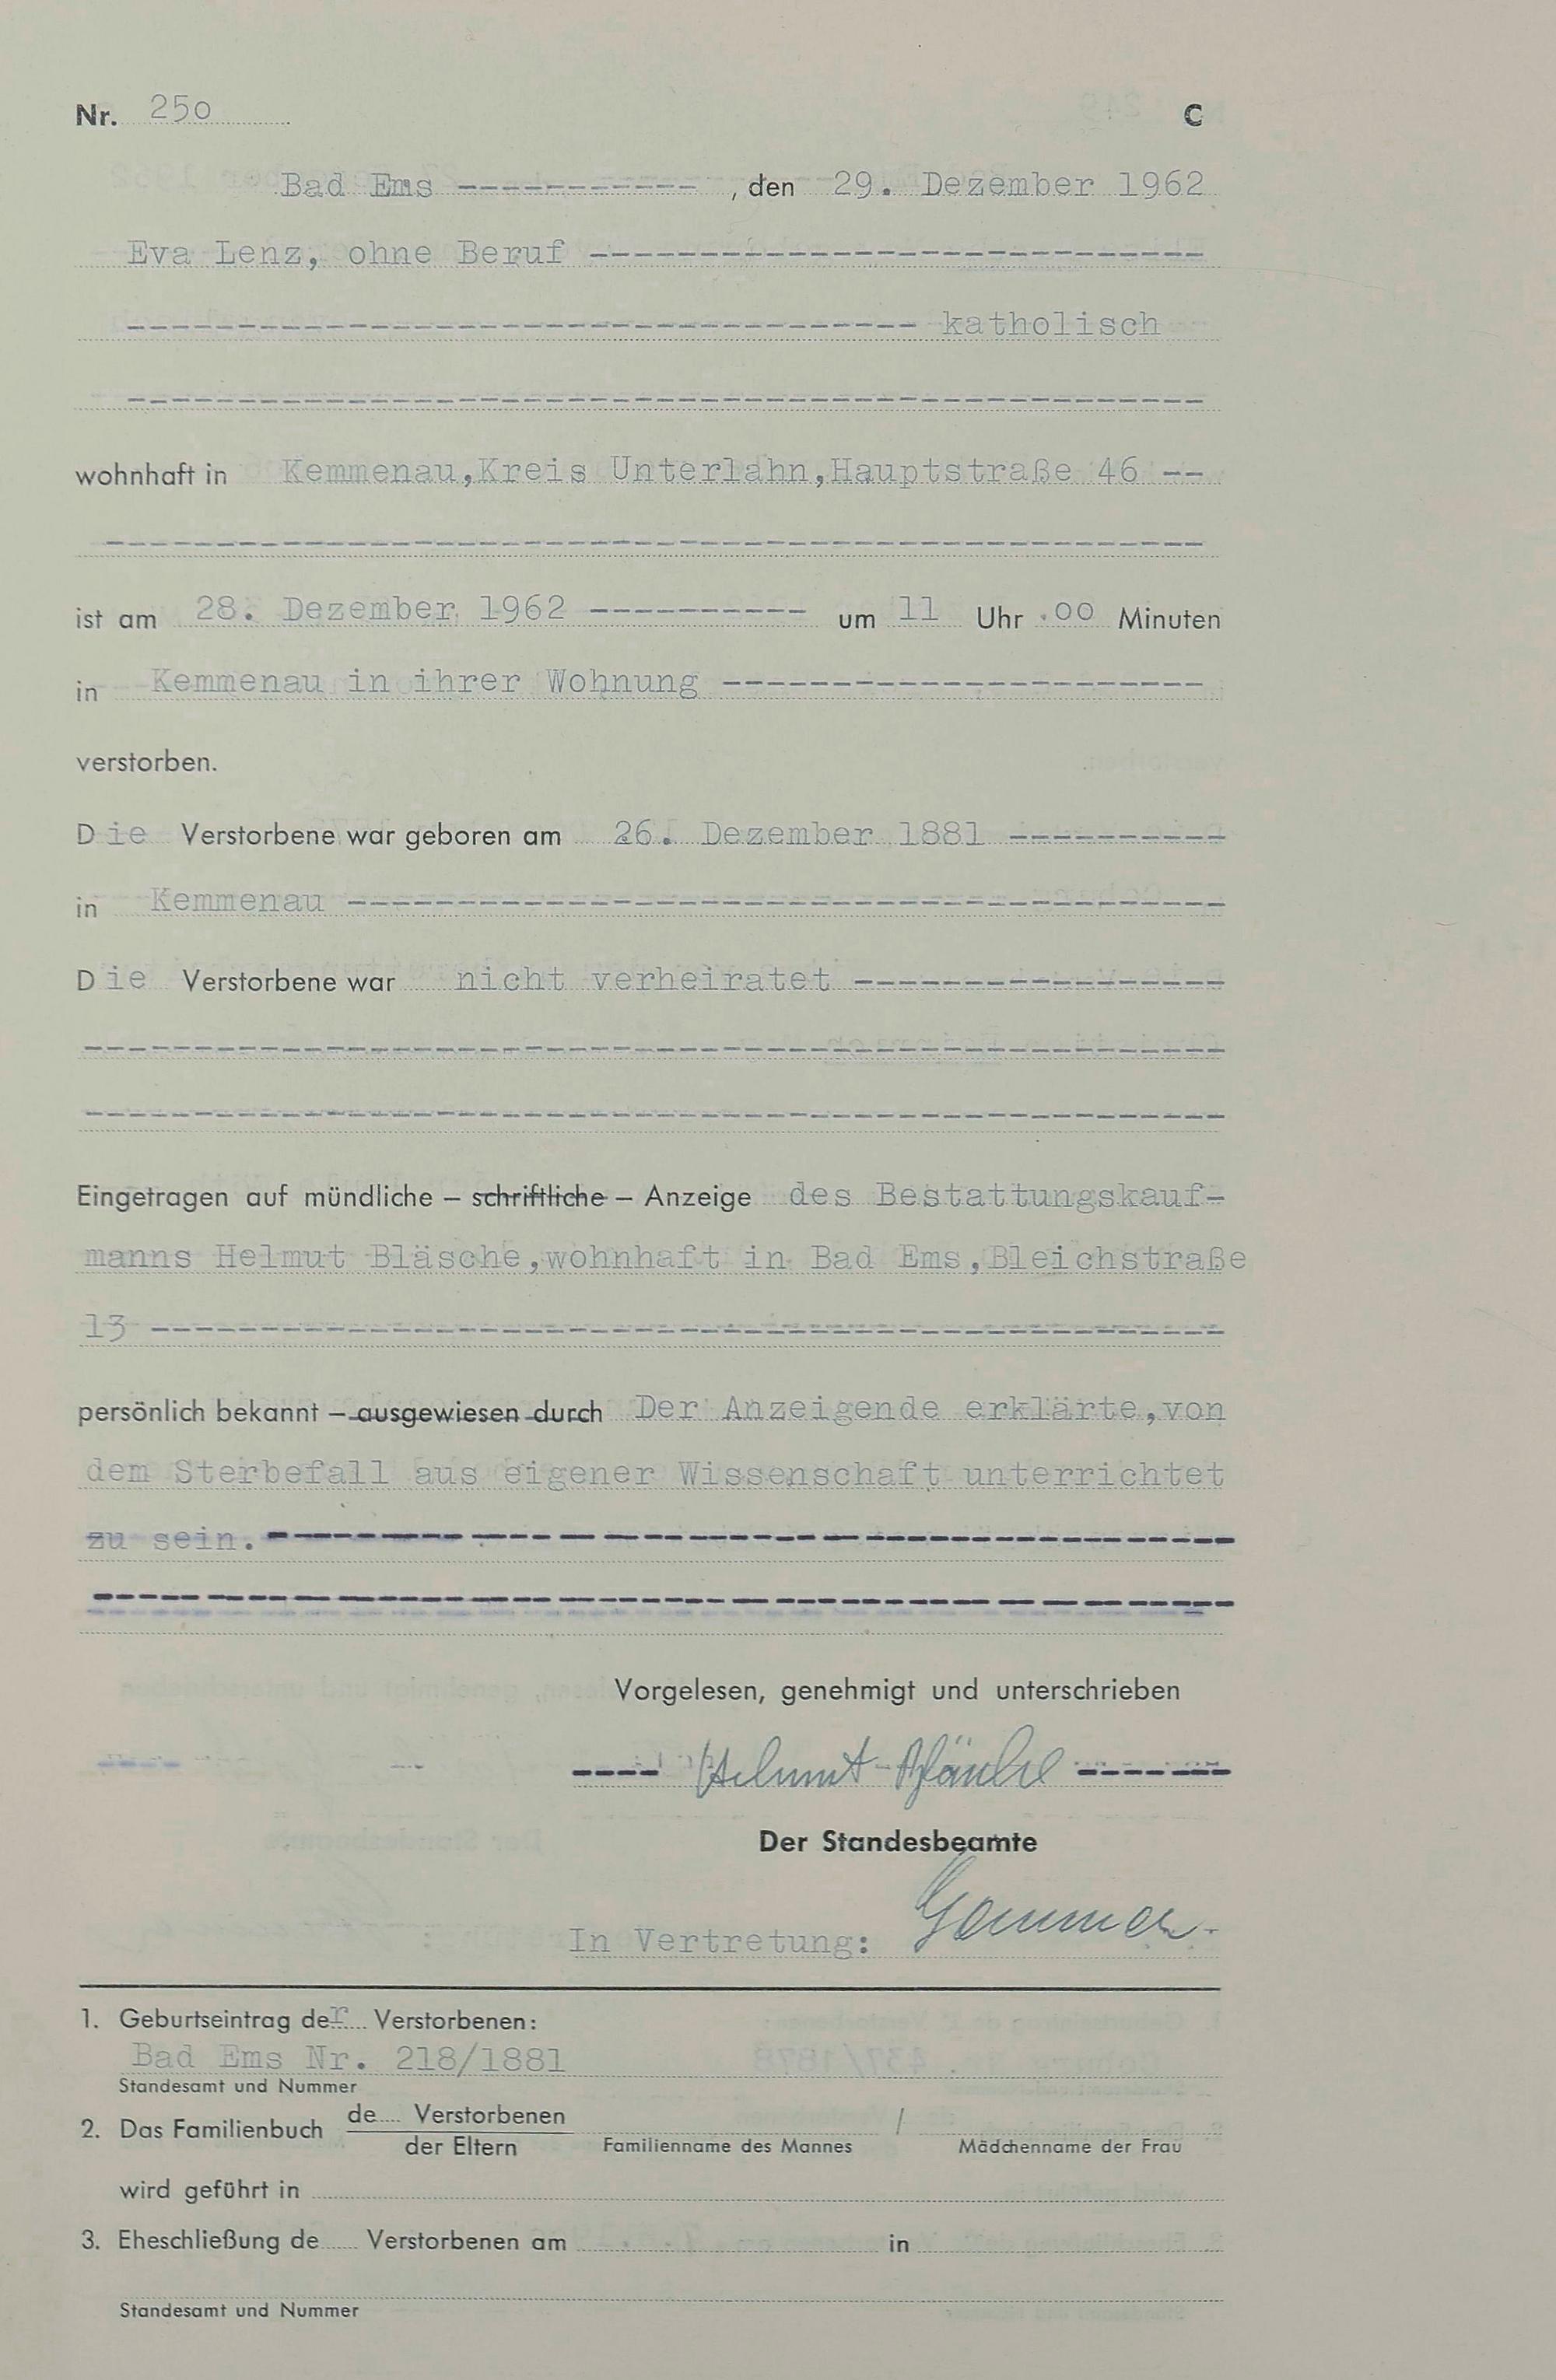 Nr. 250 C
Bad Ems -----------, den 29. Dezember 1962
Eva Lenz, ohne Beruf ----------------------------
------------------------------------ katholisch
-------------------------------------------------
wohnhaft in Kemmenau,Kreis Unterlahn,Hauptstraße 46 --
--------------------------------------------------
ist am 28. Dezember 1962 ---------- um 11 Uhr 00 Minuten
in Kemmenau in ihrer Wohnung ----------------------
verstorben.
Die Verstorbene war geboren am 26. Dezember 1881 ----------
in Kemmenau ----------------------------------------
Die Verstorbene war nicht verheiratet -----------------
----------------------------------------------------
----------------------------------------------------
Eingetragen auf mündliche – schriftliche – Anzeige des Bestattungskauf-
manns Helmut Bläsche,wohnhaft in Bad Ems,Bleichstraße
13 -------------------------------------------------
persönlich bekannt – ausgewiesen durch Der Anzeigende erklärte,von
dem Sterbefall aus eigener Wissenschaft unterrichtet
zu sein.--------------------------------------------
----------------------------------------------------
Vorgelesen, genehmigt und unterschrieben
---- Helmut Bläsche -------
Der Standesbeamte
In Vertretung:
1. Geburtseintrag der Verstorbenen:
Bad Ems Nr. 218/1881
Standesamt und Nummer
2. Das Familienbuch de Verstorbenen /
der Eltern Familienname des Mannes Mädchenname der Frau
wird geführt in
3. Eheschließung de Verstorbenen am in
Standesamt und Nummer